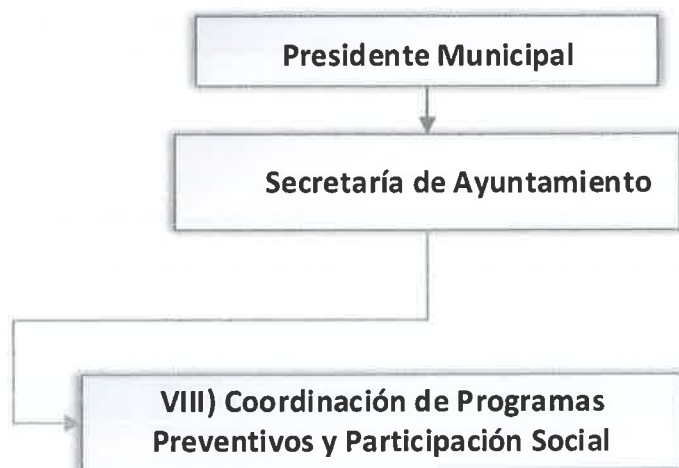 Presidente Municipal
Secretaría de Ayuntamiento
VIII) Coordinación de Programas
Preventivos y Participación Social